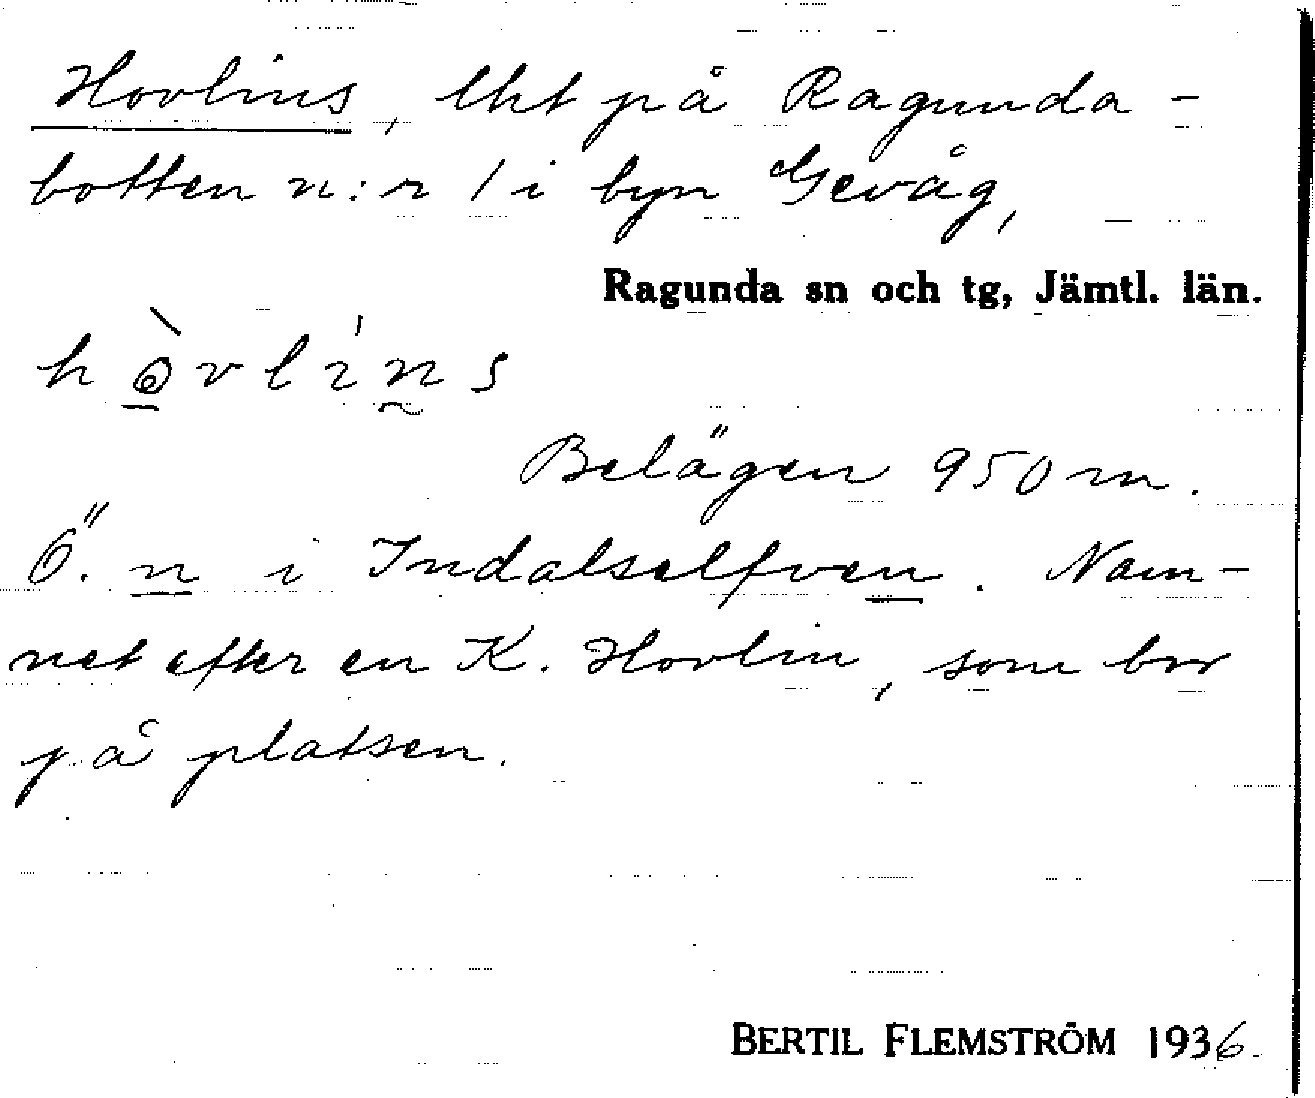 Hovlins, lht på Ragunda-
botten n:r 1 i byn Gevåg,
Ragunda sn och tg, Jämtl. län.
hòvlíns
Belägen 950 m.
Ö. n i Indalselfven. Nam-
net efter en K. Hovlin, som bor
på platsen.
BERTIL FLEMSTRÖM 1936.